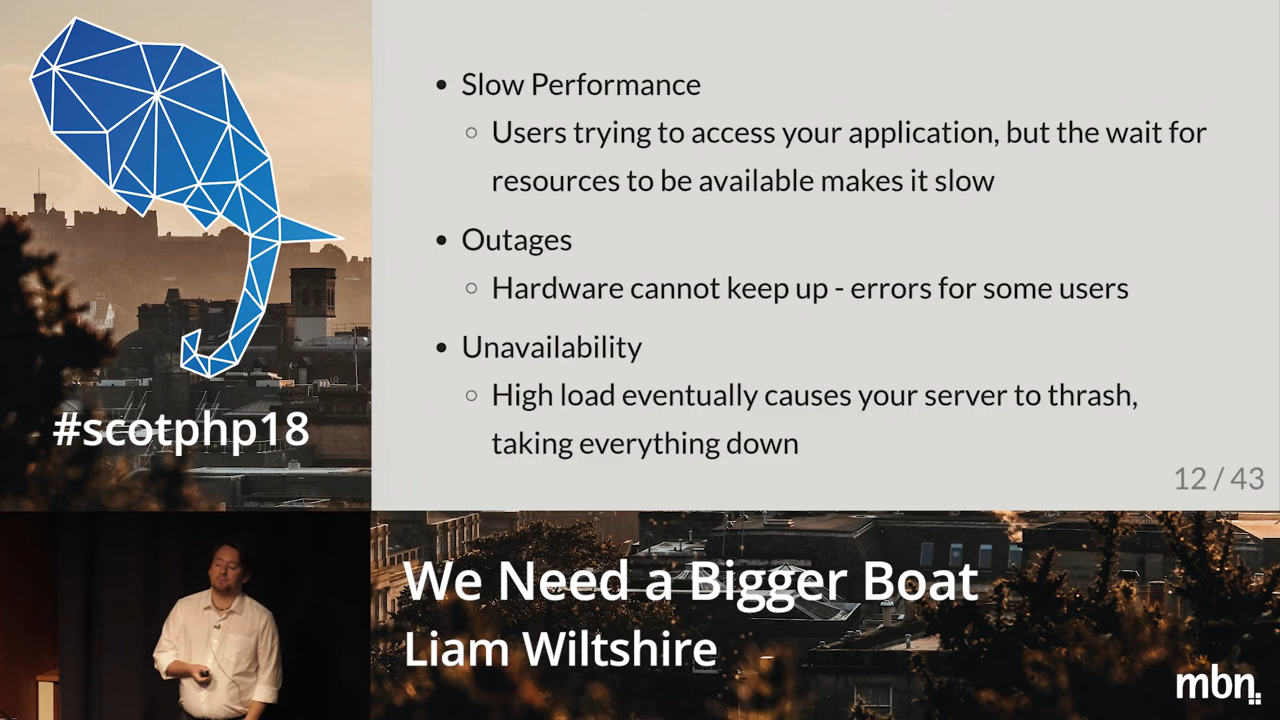 • Slow Performance
○ Users trying to access your application, but the wait for
resources to be available makes it slow
• Outages
○ Hardware cannot keep up - errors for some users
• Unavailability
○ High load eventually causes your server to thrash,
taking everything down
12 / 43
#scotphp18
We Need a Bigger Boat
Liam Wiltshire
mbn